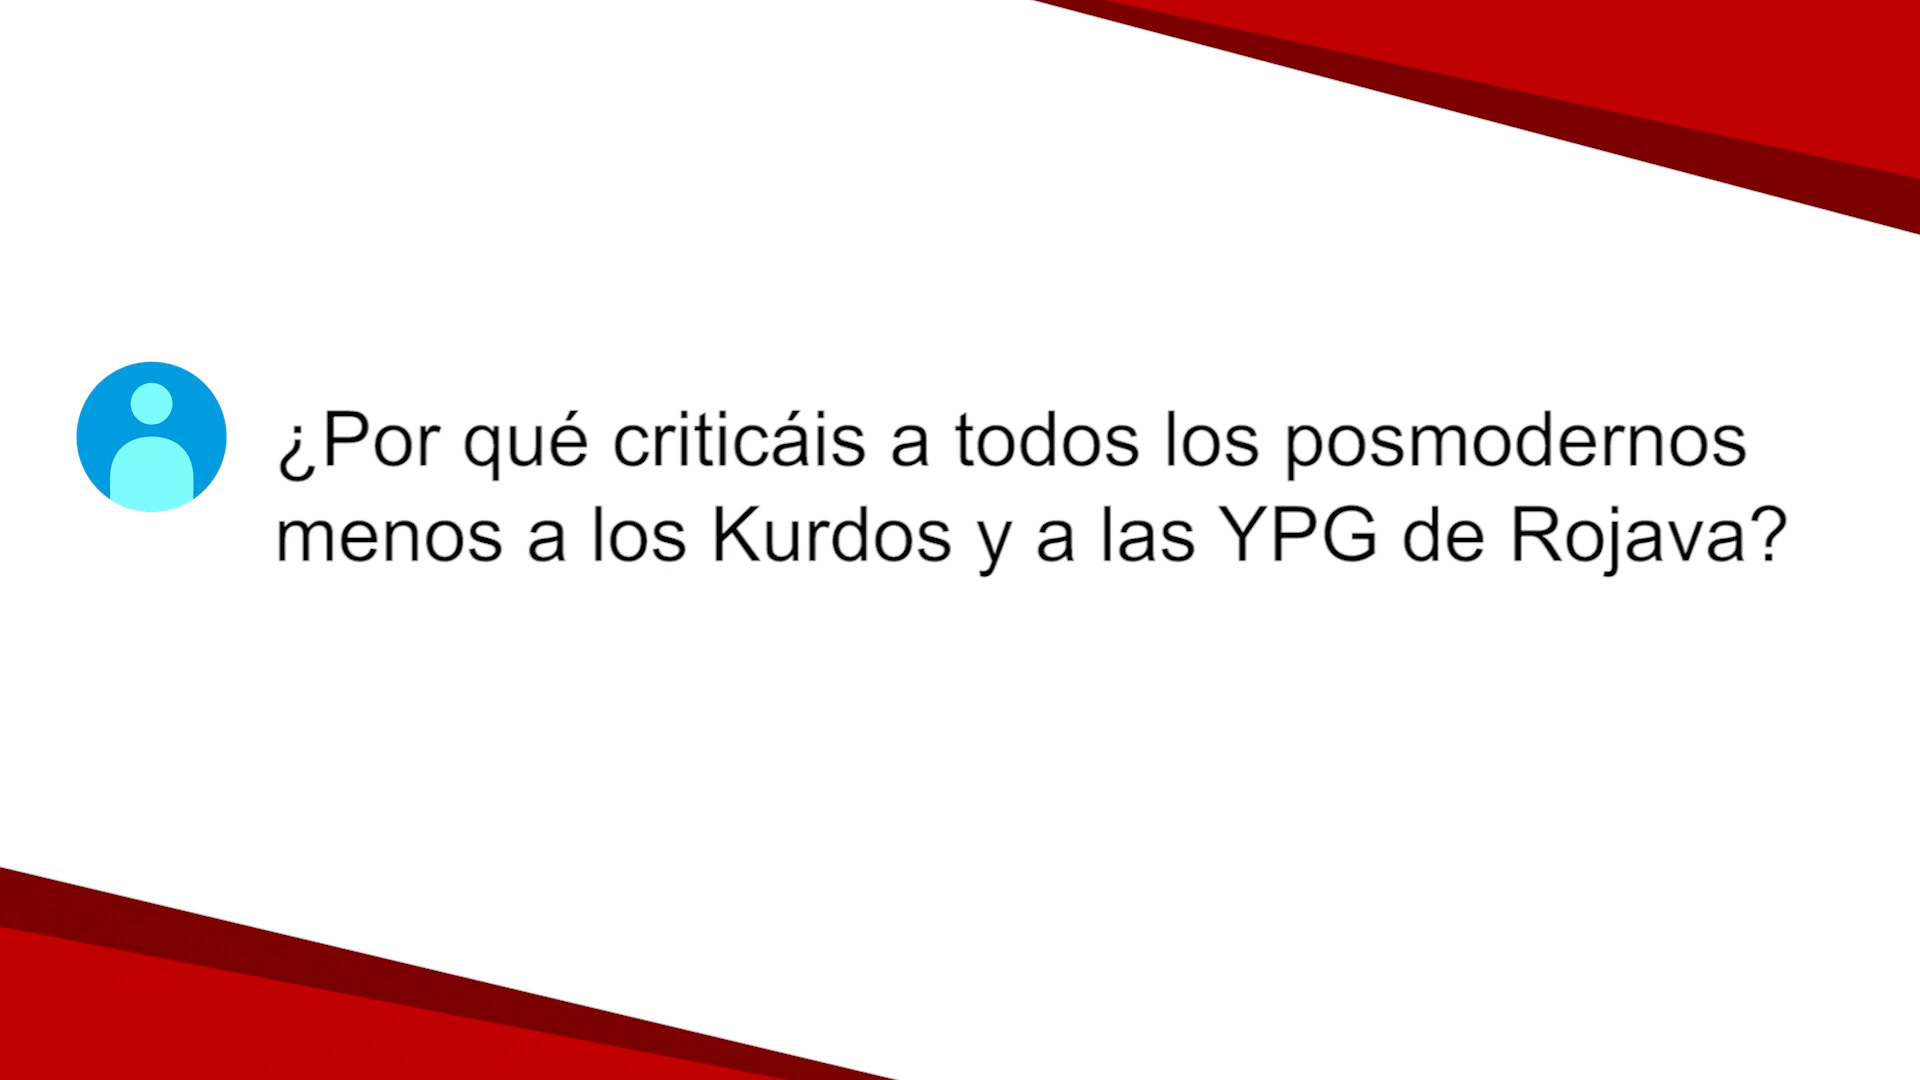 ¿Por qué criticáis a todos los posmodernos
menos a los Kurdos y a las YPG de Rojava?